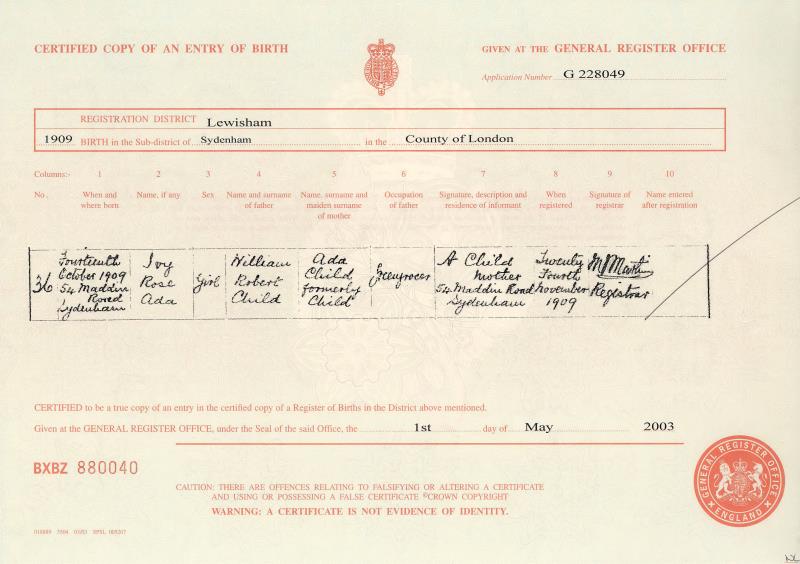 CERTIFIED COPY OF AN ENTRY OF BIRTH
GIVEN AT THE GENERAL REGISTER OFFICE
Application Number G 228049
REGISTRATION DISTRICT Lewisham
1909 BIRTH in the Sub-district of Sydenham in the County of London
Columns:- 1 2 3 4 5 6 7 8 9 10
No. When and where born Name, if any Sex Name and surname of father Name, surname and maiden surname of mother Occupation of father Signature, description and residence of informant When registered Signature of registrar Name entered after registration
36
Fourteenth
October 1909
54 Maddin
Road
Sydenham
Ivy
Rose
Ada
Girl
William
Robert
Child
Ada
Child
formerly
Child
Greengrocer
A Child
Mother
54 Maddin Road
Sydenham
Twenty
Fourth
November
1909
Martin
Registrar
CERTIFIED to be a true copy of an entry in the certified copy of a Register of Births in the District above mentioned.
Given at the GENERAL REGISTER OFFICE, under the Seal of the said Office, the 1st day of May 2003
BXBZ 880040
CAUTION: THERE ARE OFFENCES RELATING TO FALSIFYING OR ALTERING A CERTIFICATE
AND USING OR POSSESSING A FALSE CERTIFICATE ©CROWN COPYRIGHT
WARNING: A CERTIFICATE IS NOT EVIDENCE OF IDENTITY.
GENERAL REGISTER OFFICE
ENGLAND